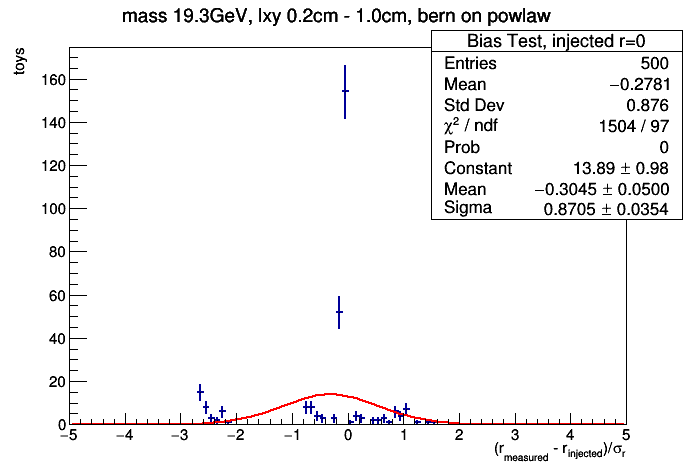 mass 19.3GeV, lxy 0.2cm - 1.0cm, bern on powlaw
Bias Test, injected r=0
Entries 500
Mean −0.2781
Std Dev 0.876
χ² / ndf 1504 / 97
Prob 0
Constant 13.89 ± 0.98
Mean −0.3045 ± 0.0500
Sigma 0.8705 ± 0.0354
toys
160
140
120
100
80
60
40
20
0
−5 −4 −3 −2 −1 0 1 2 3 4 5
(r_measured - r_injected)/σ_r